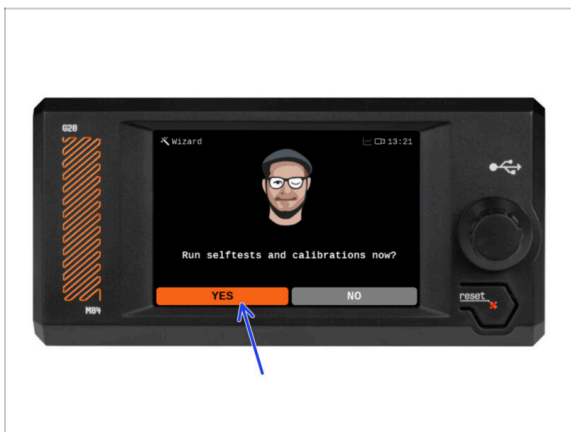 G28
Wizard
13:21
Run selftests and calibrations now?
YES
NO
reset
M84